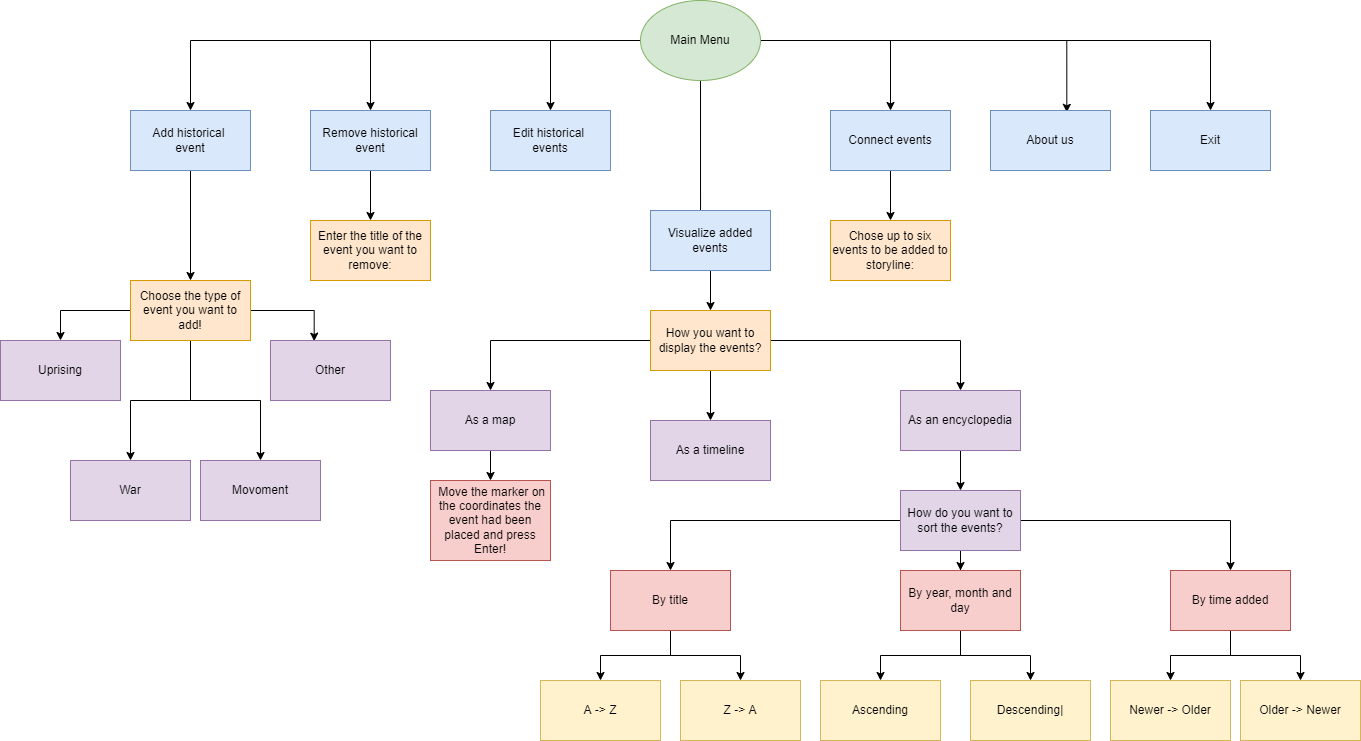 Main Menu
Add historical
event
Remove historical
event
Edit historical
events
Connect events
About us
Exit
Visualize added
events
Enter the title of the
event you want to
remove:
Chose up to six
events to be added to
storyline:
Choose the type of
event you want to
add!
How you want to
display the events?
Uprising
Other
As a map
As a timeline
As an encyclopedia
War
Movoment
Move the marker on
the coordinates the
event had been
placed and press
Enter!
How do you want to
sort the events?
By title
By year, month and
day
By time added
A -> Z
Z -> A
Ascending
Descending|
Newer -> Older
Older -> Newer